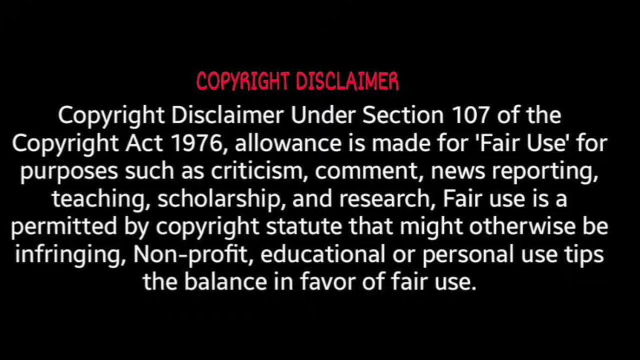 COPYRIGHT DISCLAIMER
Copyright Disclaimer Under Section 107 of the
Copyright Act 1976, allowance is made for 'Fair Use' for
purposes such as criticism, comment, news reporting,
teaching, scholarship, and research, Fair use is a
permitted by copyright statute that might otherwise be
infringing, Non-profit, educational or personal use tips
the balance in favor of fair use.